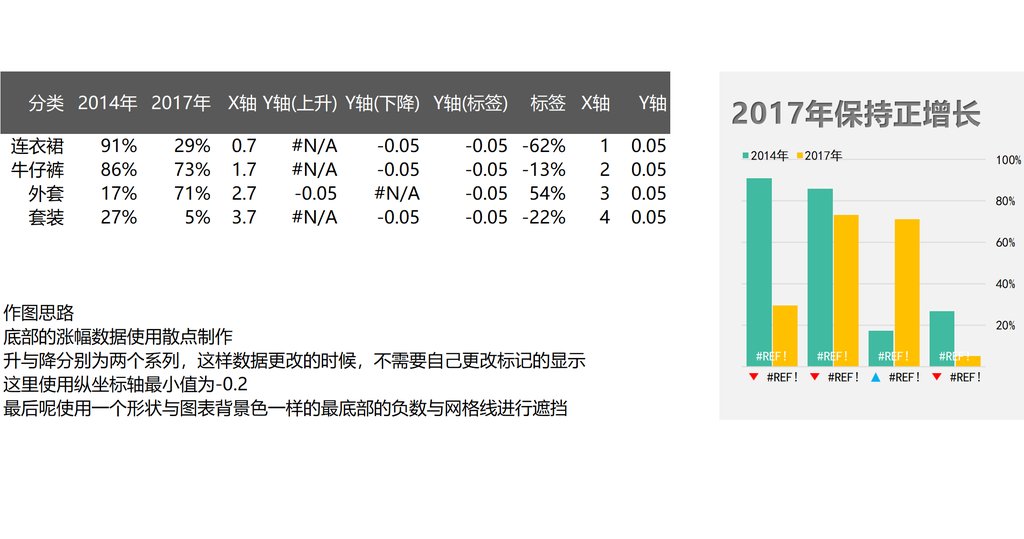 分类 2014年 2017年 X轴 Y轴(上升) Y轴(下降) Y轴(标签) 标签 X轴 Y轴
连衣裙 91% 29% 0.7 #N/A -0.05 -0.05 -62% 1 0.05
牛仔裤 86% 73% 1.7 #N/A -0.05 -0.05 -13% 2 0.05
外套 17% 71% 2.7 -0.05 #N/A -0.05 54% 3 0.05
套装 27% 5% 3.7 #N/A -0.05 -0.05 -22% 4 0.05
作图思路
底部的涨幅数据使用散点制作
升与降分别为两个系列，这样数据更改的时候，不需要自己更改标记的显示
这里使用纵坐标轴最小值为-0.2
最后呢使用一个形状与图表背景色一样的最底部的负数与网格线进行遮挡
2017年保持正增长
2014年 2017年
100%
80%
60%
40%
20%
#REF! #REF! #REF! #REF!
#REF! #REF! #REF! #REF!